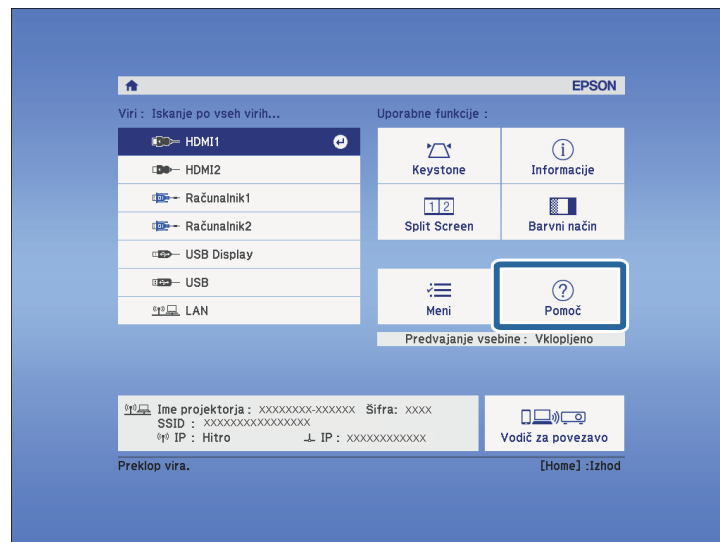 EPSON
Viri : Iskanje po vseh virih...
Uporabne funkcije :
HDMI1
HDMI2
Računalnik1
Računalnik2
USB Display
USB
LAN
Keystone
Informacije
1 2
Split Screen
Barvni način
Meni
Pomoč
Predvajanje vsebine : Vklopljeno
Ime projektorja : XXXXXXXX-XXXXXX Šifra: XXXX
SSID : XXXXXXXXXXXXXXXX
IP : Hitro IP : XXXXXXXXXXXX
Vodič za povezavo
Preklop vira.
[Home] :Izhod